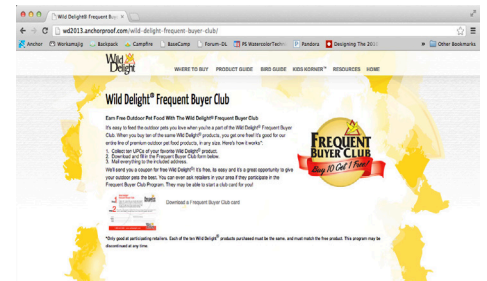 Wild Delight® Frequent Buy
wd2013.anchorproof.com/wild-delight-frequent-buyer-club/
Anchor Workamajig Backpack Campfire BaseCamp Forum-DL PS WatercolorTechni Pandora Designing The 2010 » Other Bookmarks
Wild
Delight
WHERE TO BUY PRODUCT GUIDE BIRD GUIDE KIDS KORNER™ RESOURCES HOME
Wild Delight® Frequent Buyer Club
Earn Free Outdoor Pet Food With The Wild Delight® Frequent Buyer Club
It's easy to feed the outdoor pets you love when you're a part of the Wild Delight® Frequent Buyer
Club. When you buy ten of the same Wild Delight® products, you get one free! It's good for our
entire line of premium outdoor pet food products, in any size. Here's how it works*:
1. Collect ten UPCs of your favorite Wild Delight® product.
2. Download and fill in the Frequent Buyer Club form below.
3. Mail everything to the included address.
We'll send you a coupon for free Wild Delight®! It's free, its easy and it's a great opportunity to give
your outdoor pets the best. You can even ask retailers in your area if they participate in the
Frequent Buyer Club Program. They may be able to start a club card for you!
FREQUENT
BUYER CLUB
Buy 10 Get 1 Free!
Download a Frequent Buyer Club card
*Only good at participating retailers. Each of the ten Wild Delight® products purchased must be the same, and must match the free product. This program may be
discontinued at any time.